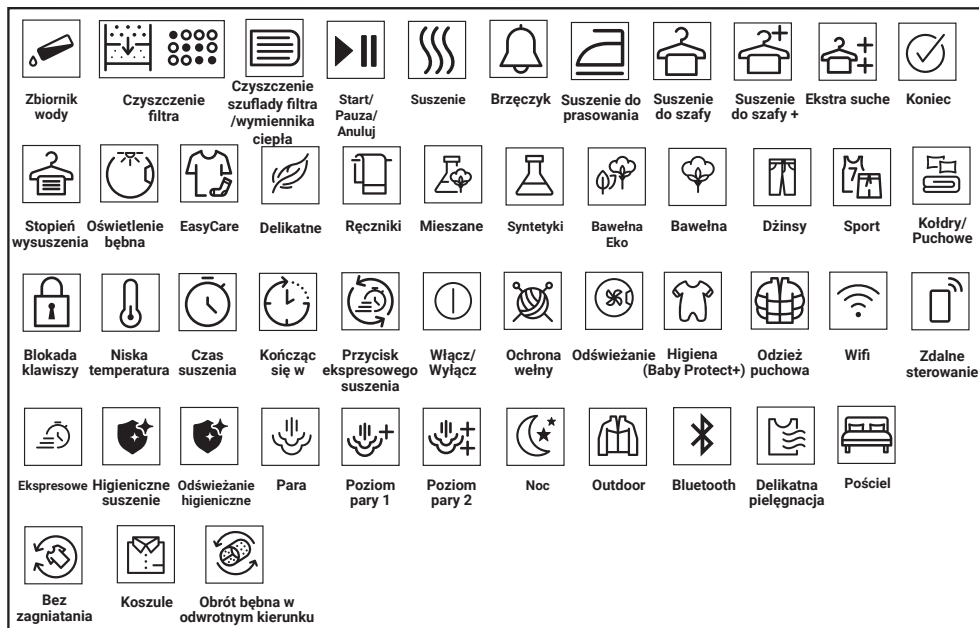 Zbiornik
wody
Czyszczenie
filtra
Czyszczenie
szuflady filtra
/wymiennika
ciepła
Start/
Pauza/
Anuluj
Suszenie
Brzęczyk
Suszenie do
prasowania
Suszenie
do szafy
Suszenie
do szafy +
Ekstra suche
Koniec
Stopień
wysuszenia
Oświetlenie
bębna
EasyCare
Delikatne
Ręczniki
Mieszane
Syntetyki
Bawełna
Eko
Bawełna
Dżinsy
7
Sport
Kołdry/
Puchowe
Blokada
klawiszy
Niska
temperatura
Czas
suszenia
Kończąc
się w
Przycisk
ekspresowego
suszenia
Włącz/
Wyłącz
Ochrona
wełny
Odświeżanie
Higiena
(Baby Protect+)
Odzież
puchowa
Wifi
Zdalne
sterowanie
Ekspresowe
Higieniczne
suszenie
Odświeżanie
higieniczne
Para
Poziom
pary 1
Poziom
pary 2
Noc
Outdoor
Bluetooth
Delikatna
pielęgnacja
Pościel
Bez
zagniatania
Koszule
Obrót bębna w
odwrotnym kierunku